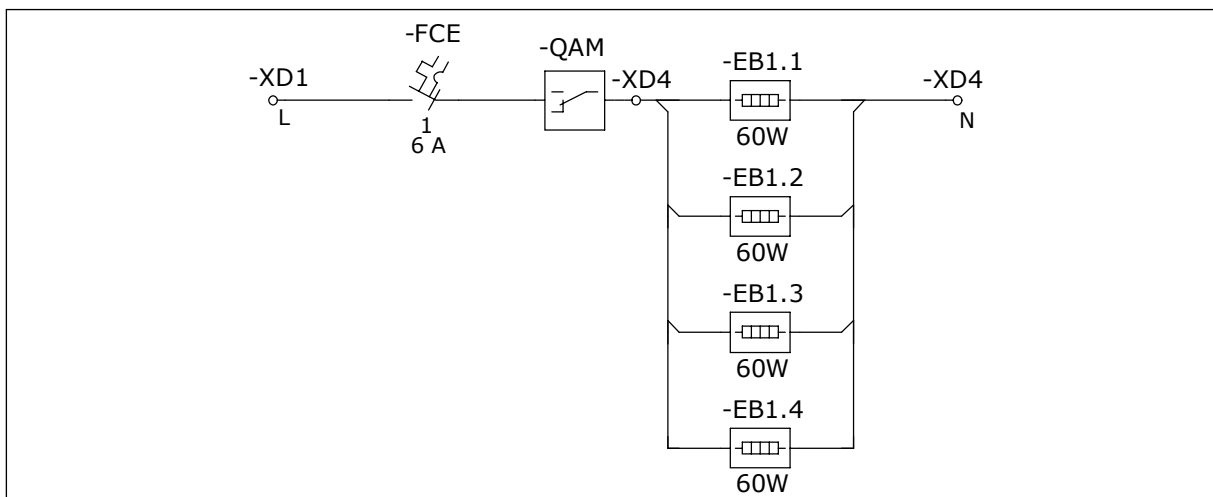 -FCE
-QAM
-EB1.1
-XD1
-XD4
-XD4
L
N
1
6 A
60W
-EB1.2
60W
-EB1.3
60W
-EB1.4
60W